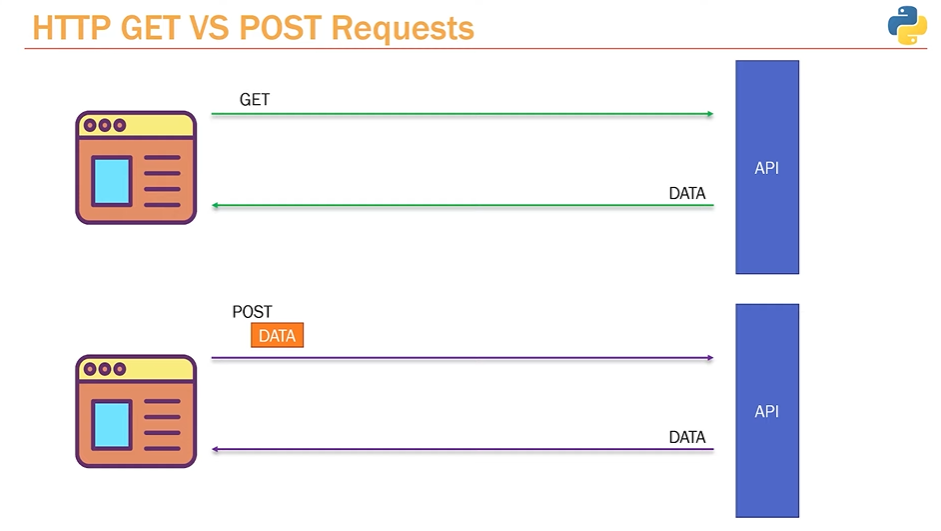 HTTP GET VS POST Requests
GET
API
DATA
POST
DATA
API
DATA